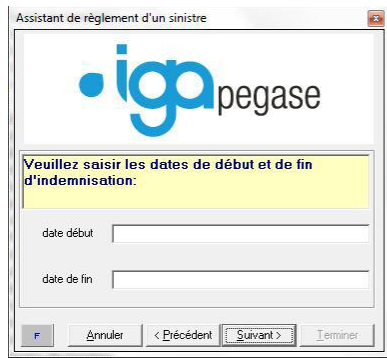 Assistant de règlement d'un sinistre
iga pegase
Veuillez saisir les dates de début et de fin
d'indemnisation:
date début
date de fin
F Annuler < Précédent Suivant > Terminer